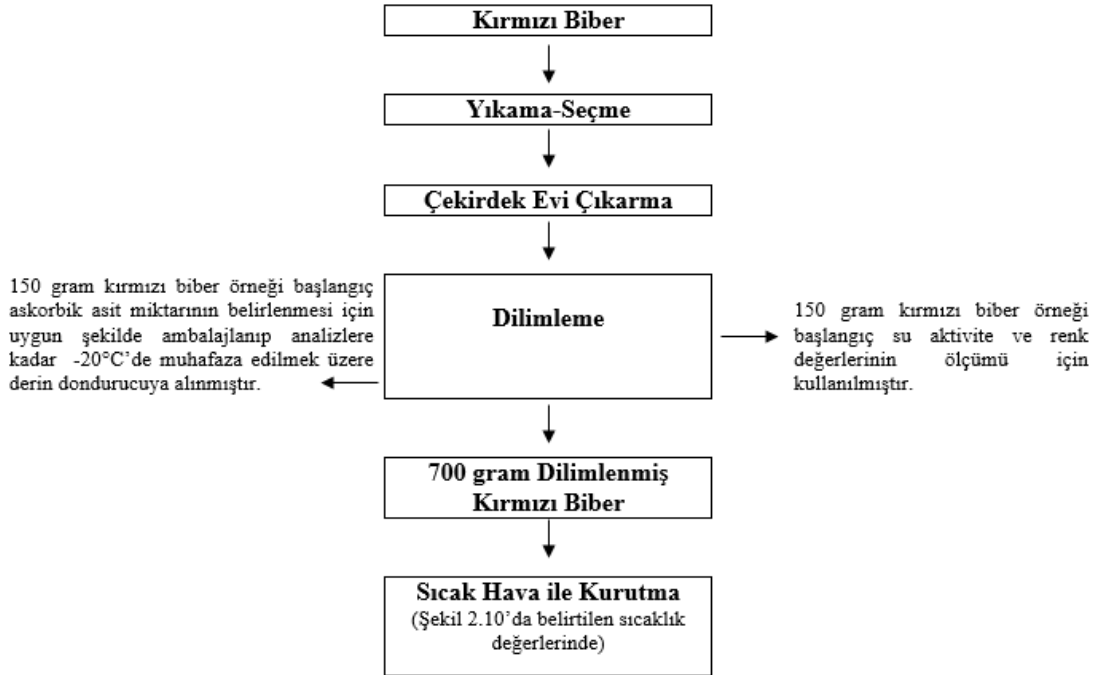 Kırmızı Biber
Yıkama-Seçme
Çekirdek Evi Çıkarma
150 gram kırmızı biber örneği başlangıç
askorbik asit miktarının belirlenmesi için
uygun şekilde ambalajlanıp analizlere
kadar -20°C’de muhafaza edilmek üzere
derin dondurucuya alınmıştır.
Dilimleme
150 gram kırmızı biber örneği
başlangıç su aktivite ve renk
değerlerinin ölçümü için
kullanılmıştır.
700 gram Dilimlenmiş
Kırmızı Biber
Sıcak Hava ile Kurutma
(Şekil 2.10’da belirtilen sıcaklık
değerlerinde)